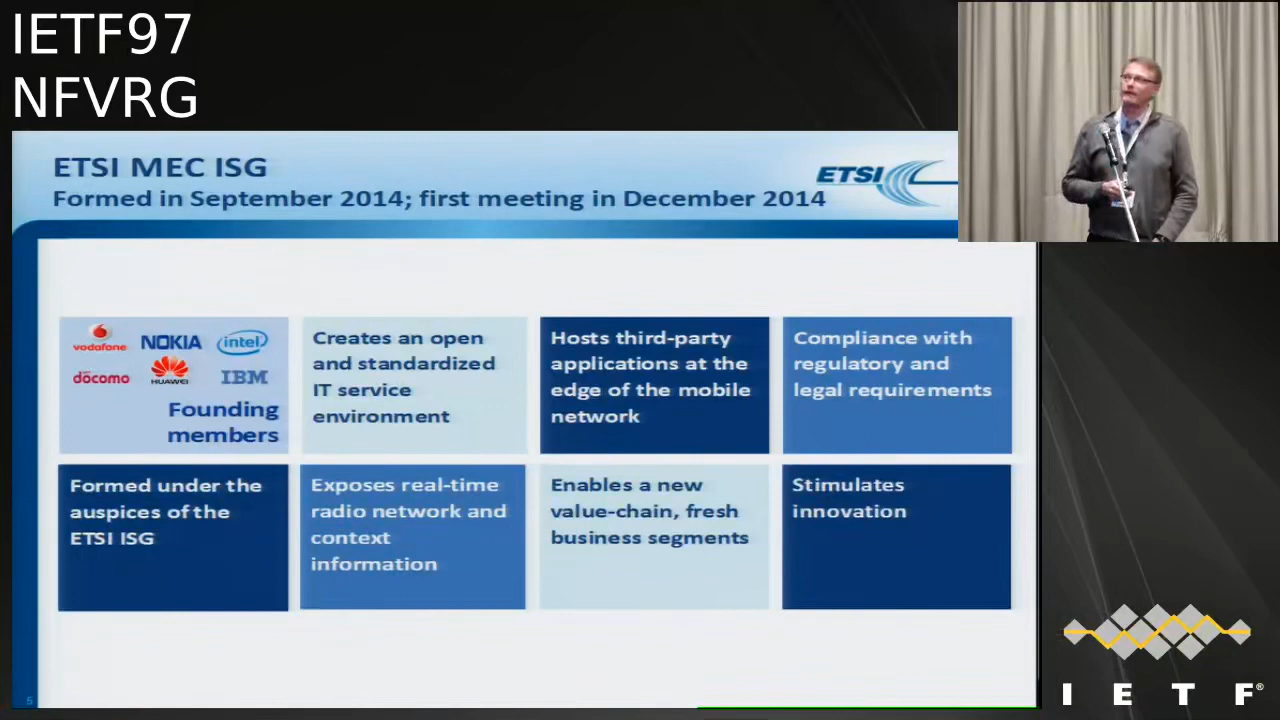 IETF97
NFVRG
ETSI MEC ISG
Formed in September 2014; first meeting in December 2014
ETSI
vodafone
NOKIA
intel
docomo
HUAWEI
IBM
Founding
members
Creates an open
and standardized
IT service
environment
Hosts third-party
applications at the
edge of the mobile
network
Compliance with
regulatory and
legal requirements
Formed under the
auspices of the
ETSI ISG
Exposes real-time
radio network and
context
information
Enables a new
value-chain, fresh
business segments
Stimulates
innovation
5
I E T F®